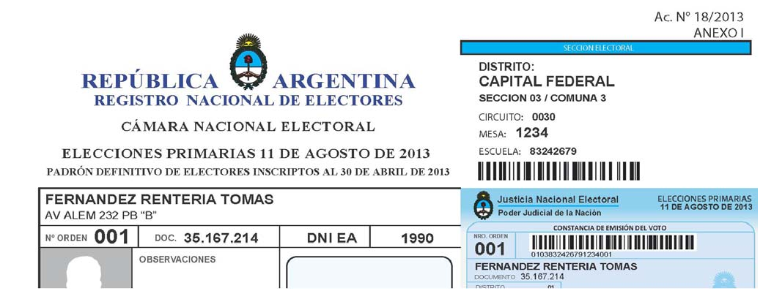 Ac. N° 18/2013
ANEXO I
REPÚBLICA ARGENTINA
REGISTRO NACIONAL DE ELECTORES
CÁMARA NACIONAL ELECTORAL
ELECCIONES PRIMARIAS 11 DE AGOSTO DE 2013
PADRÓN DEFINITIVO DE ELECTORES INSCRIPTOS AL 30 DE ABRIL DE 2013
SECCION ELECTORAL
DISTRITO:
CAPITAL FEDERAL
SECCION 03 / COMUNA 3
CIRCUITO: 0030
MESA: 1234
ESCUELA: 83242679
FERNANDEZ RENTERIA TOMAS
AV ALEM 232 PB “B”
N° ORDEN 001 DOC. 35.167.214 DNI EA 1990
OBSERVACIONES
Justicia Nacional Electoral
Poder Judicial de la Nación
ELECCIONES PRIMARIAS
11 DE AGOSTO DE 2013
CONSTANCIA DE EMISIÓN DEL VOTO
NRO. ORDEN
001
0103832426791234001
FERNANDEZ RENTERIA TOMAS
DOCUMENTO 35.167.214
DISTRITO 01